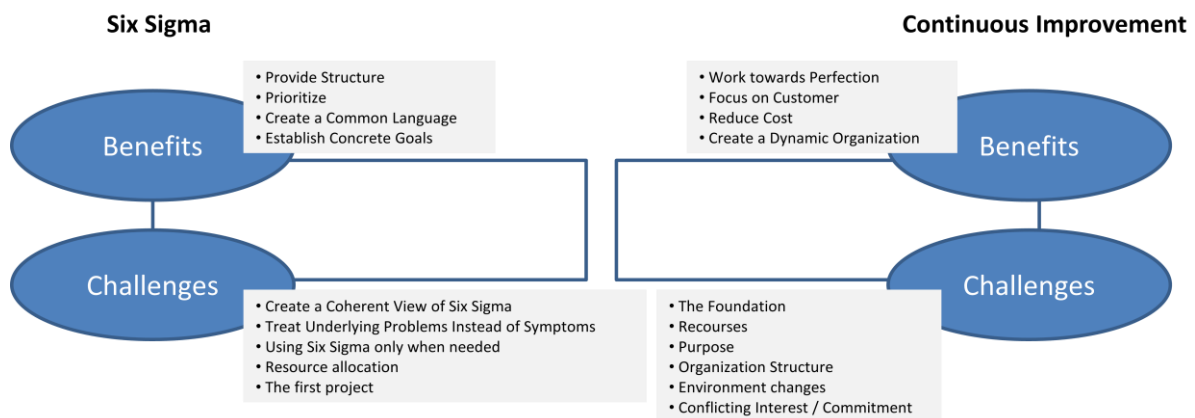 Six Sigma
Benefits
• Provide Structure
• Prioritize
• Create a Common Language
• Establish Concrete Goals
Challenges
• Create a Coherent View of Six Sigma
• Treat Underlying Problems Instead of Symptoms
• Using Six Sigma only when needed
• Resource allocation
• The first project
Continuous Improvement
• Work towards Perfection
• Focus on Customer
• Reduce Cost
• Create a Dynamic Organization
Benefits
• The Foundation
• Recourses
• Purpose
• Organization Structure
• Environment changes
• Conflicting Interest / Commitment
Challenges